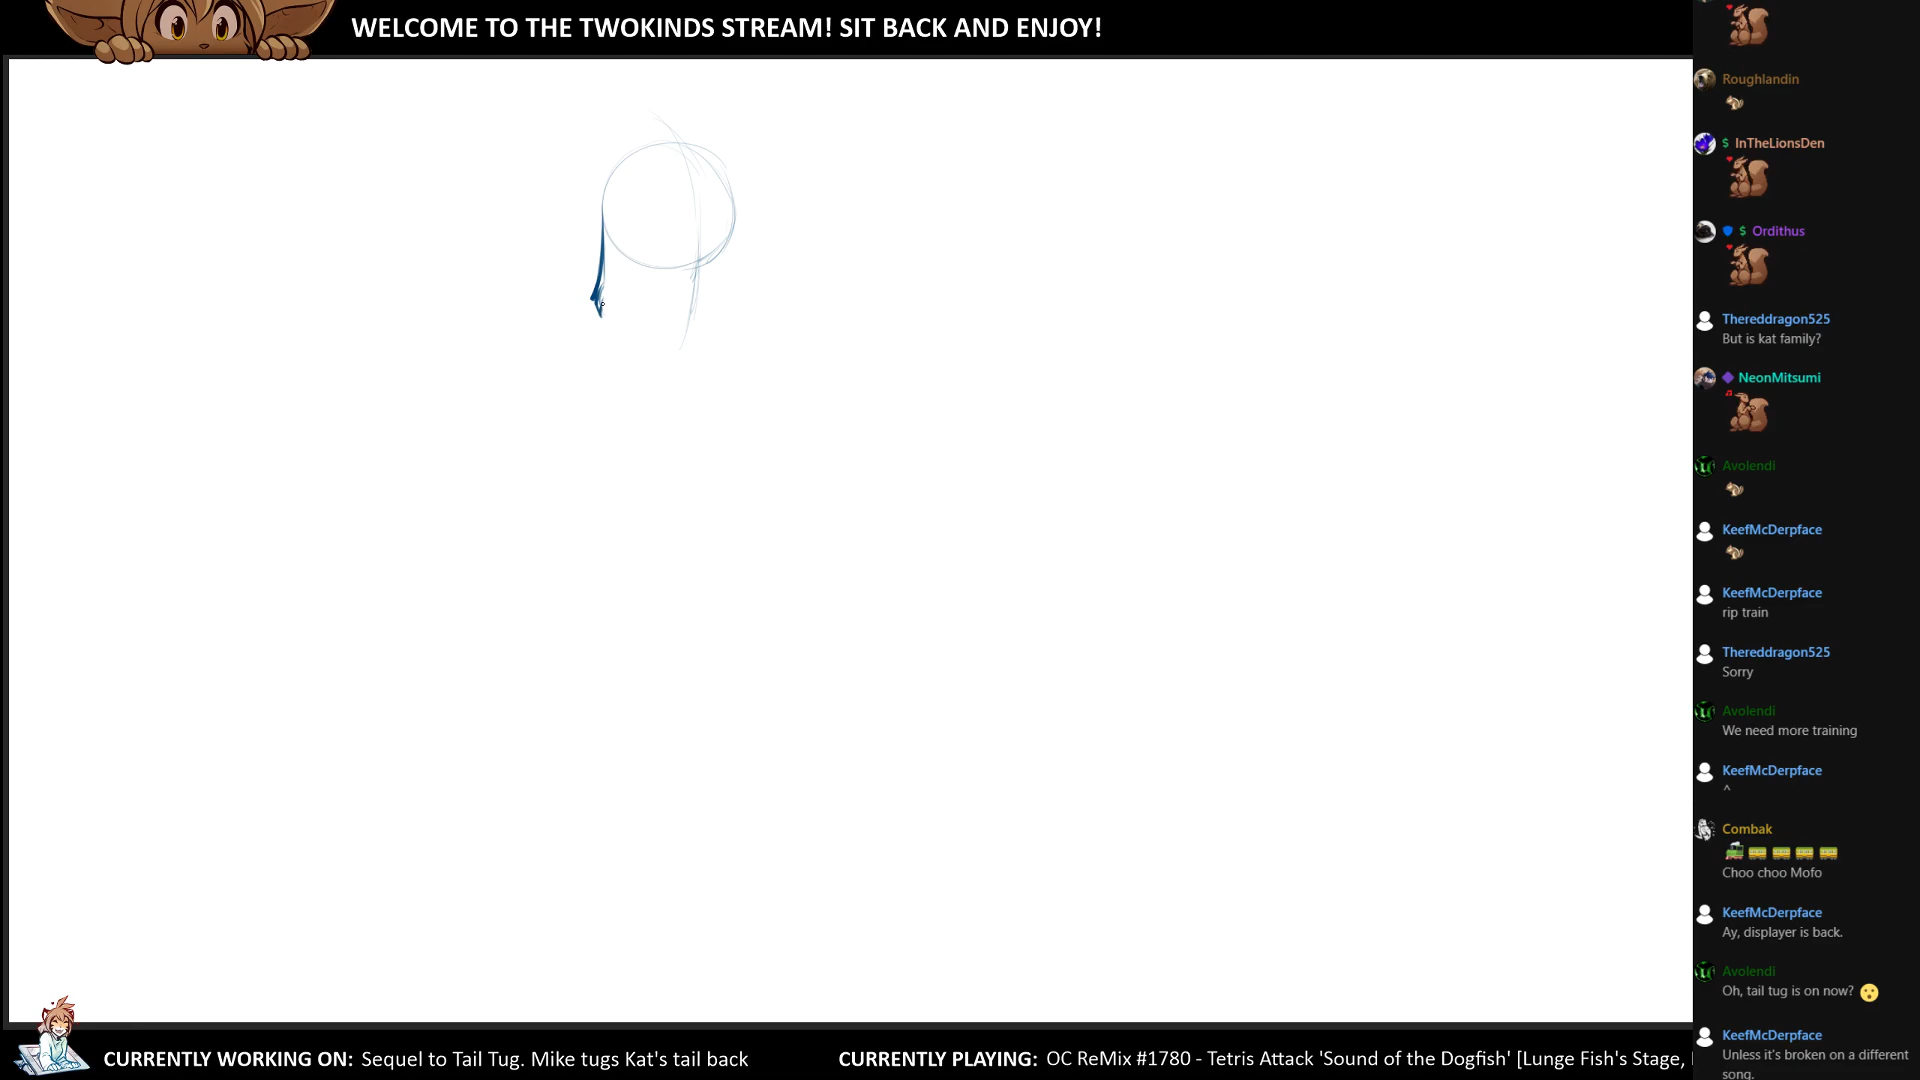 WELCOME TO THE TWOKINDS STREAM! SIT BACK AND ENJOY!
Roughlandin
$ InTheLionsDen
$ Ordithus
Thereddragon525
But is kat family?
NeonMitsumi
Avolendi
KeefMcDerpface
KeefMcDerpface
rip train
Thereddragon525
Sorry
Avolendi
We need more training
KeefMcDerpface
^
Combak
Choo choo Mofo
KeefMcDerpface
Ay, displayer is back.
Avolendi
Oh, tail tug is on now?
KeefMcDerpface
Unless it's broken on a different
song.
CURRENTLY WORKING ON: Sequel to Tail Tug. Mike tugs Kat's tail back
CURRENTLY PLAYING: OC ReMix #1780 - Tetris Attack 'Sound of the Dogfish' [Lunge Fish's Stage,